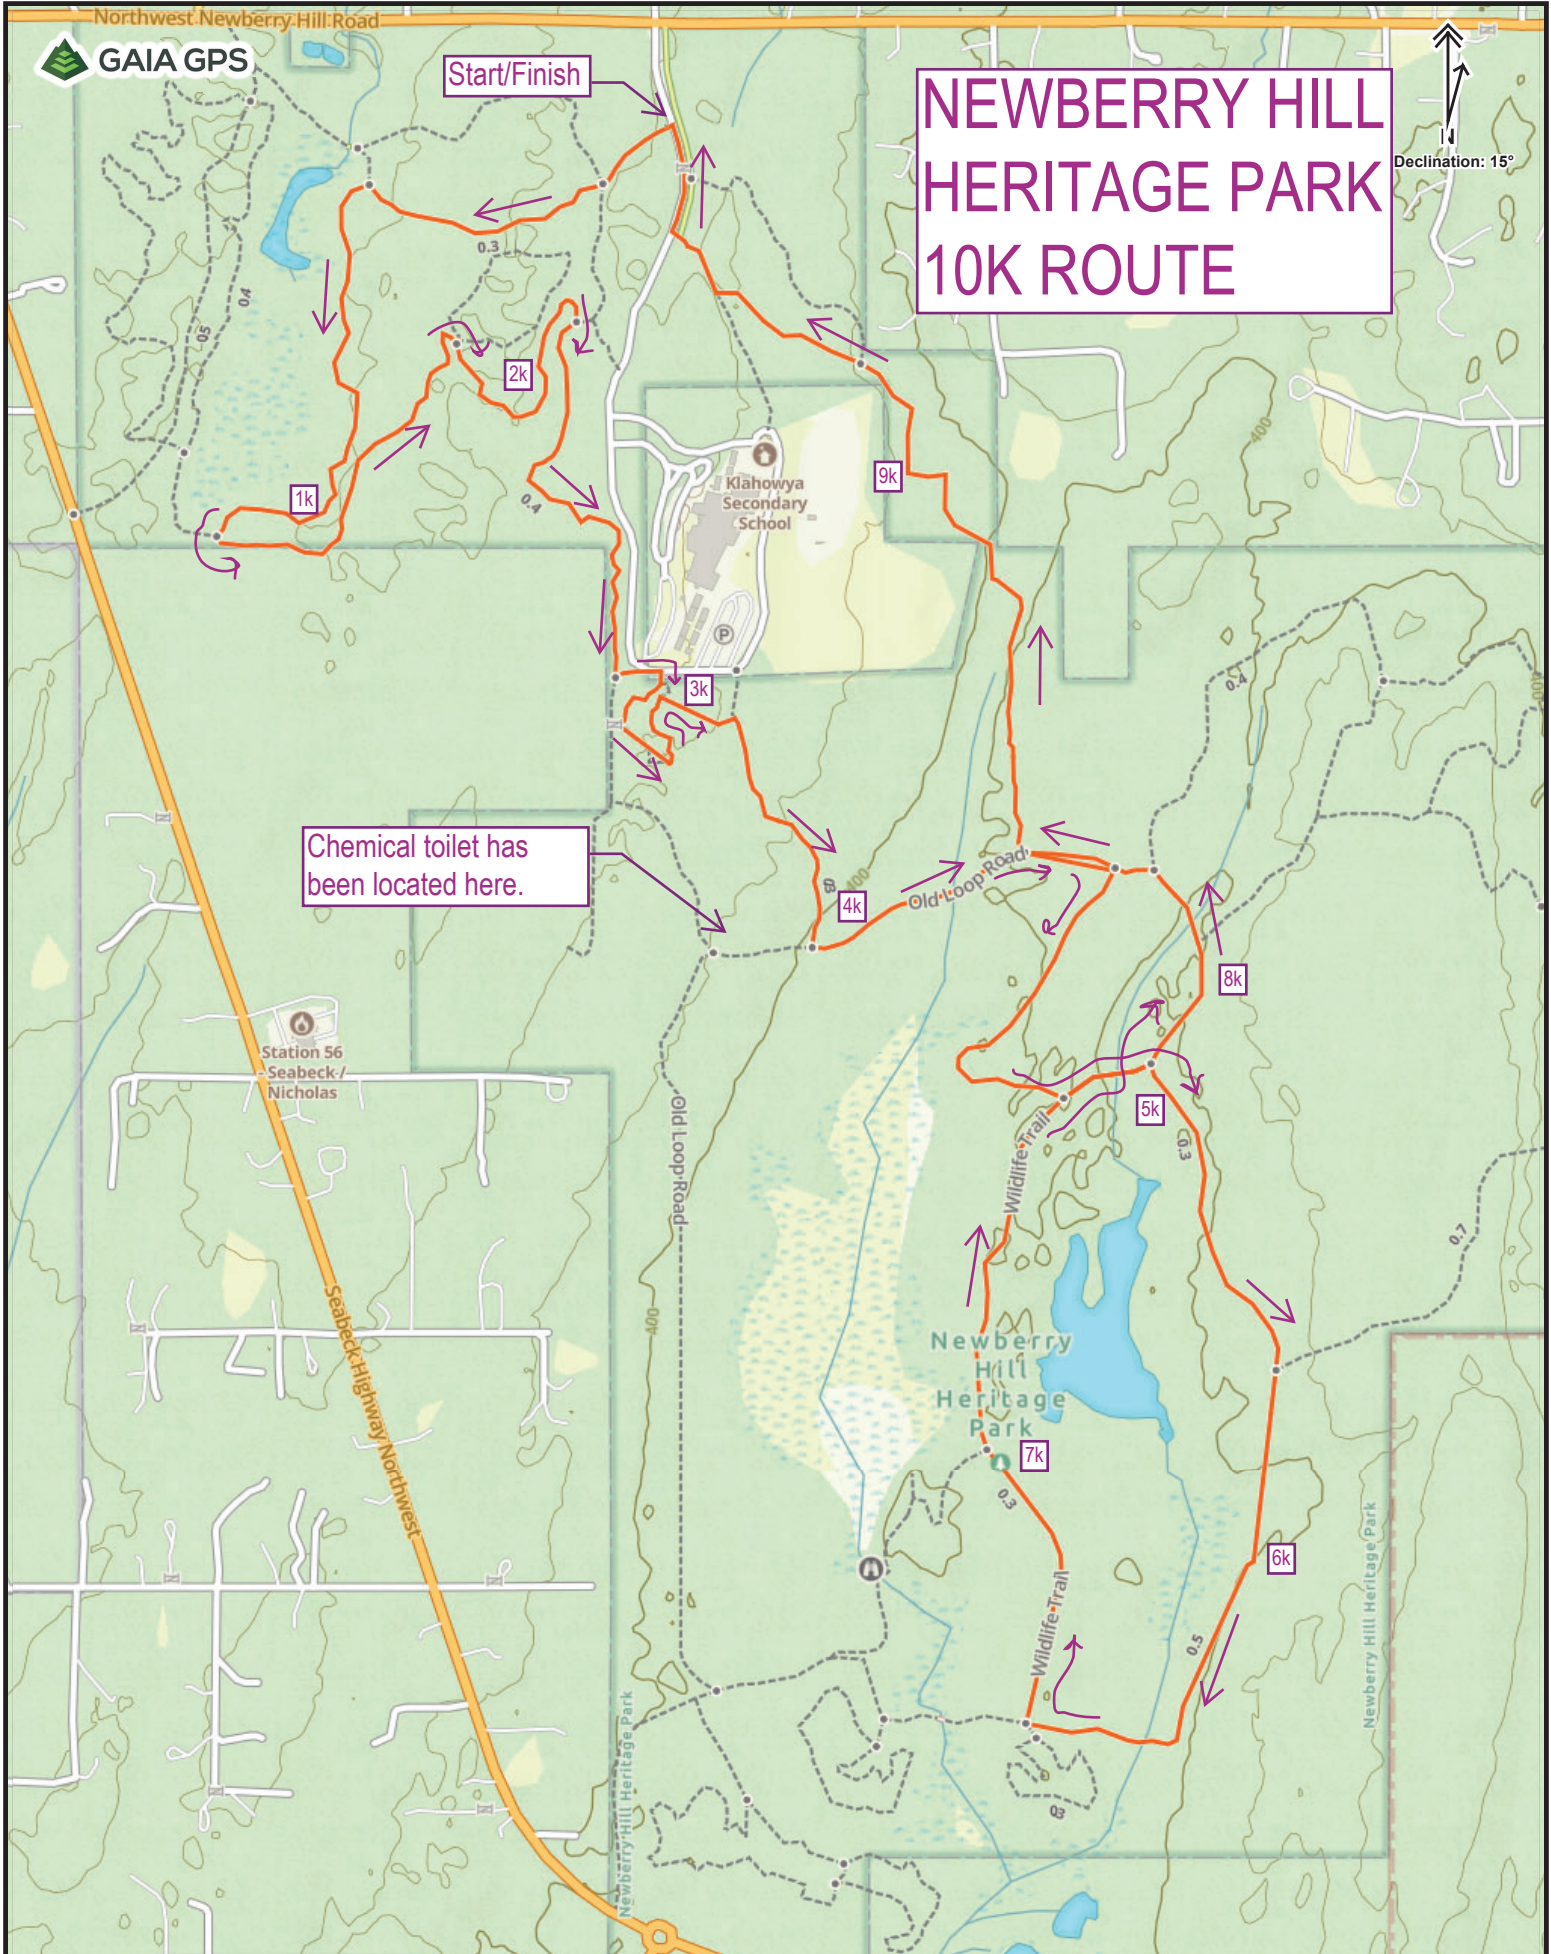 Northwest Newberry Hill Road
GAIA GPS
Start/Finish
NEWBERRY HILL
HERITAGE PARK
10K ROUTE
N
Declination: 15°
0.3
0.4
05
2k
400
1k
0.4
9k
Klahowya
Secondary
School
P
0.4
3k
400
Chemical toilet has
been located here.
03
400
4k
Old Loop Road
8k
Station 56
- Seabeck /
Nicholas
Old Loop Road
5k
0.3
Wildlife Trail
0.7
400
Seabeck Highway Northwest
Newberry
Hill
Heritage
Park
7k
0.3
6k
Newberry Hill Heritage Park
Wildlife Trail
0.5
Newberry Hill Heritage Park
03